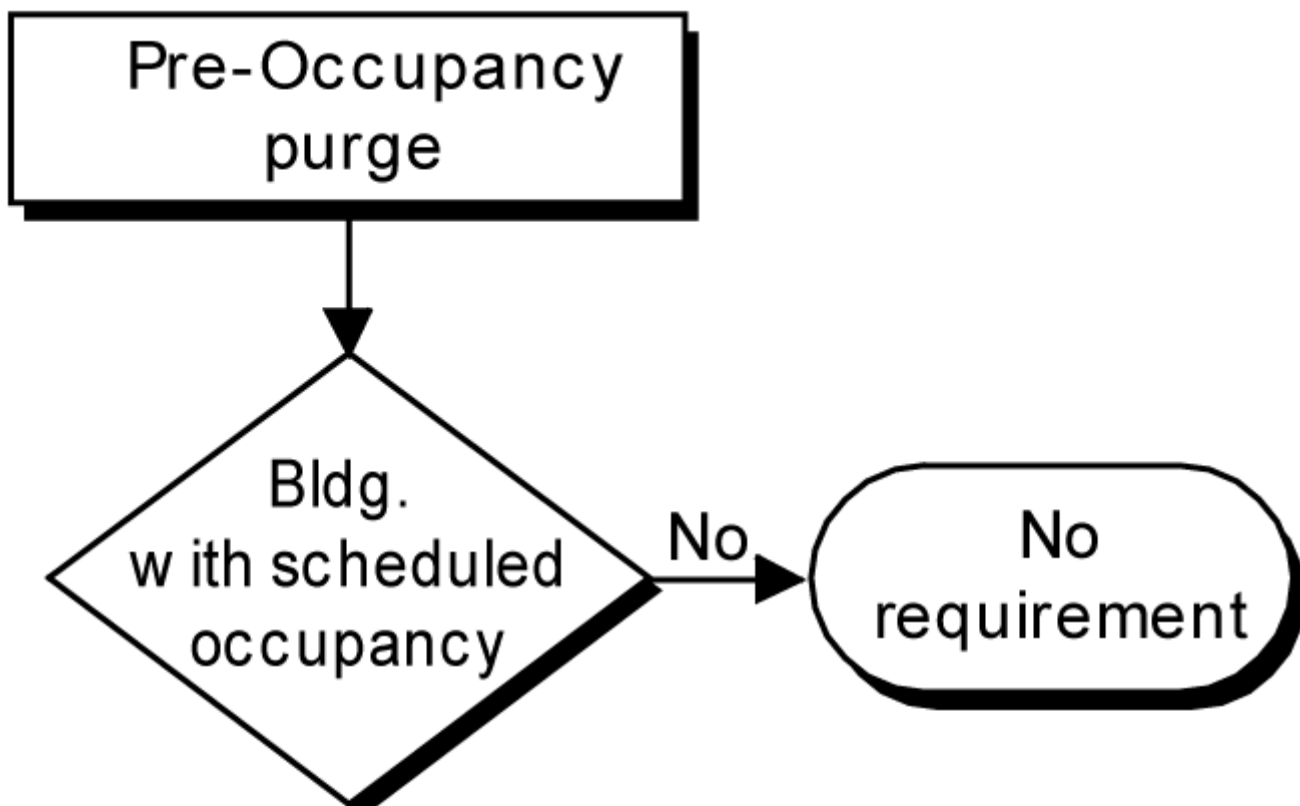 Pre-Occupancy
purge
Bldg.
w ith scheduled
occupancy
No
No
requirement